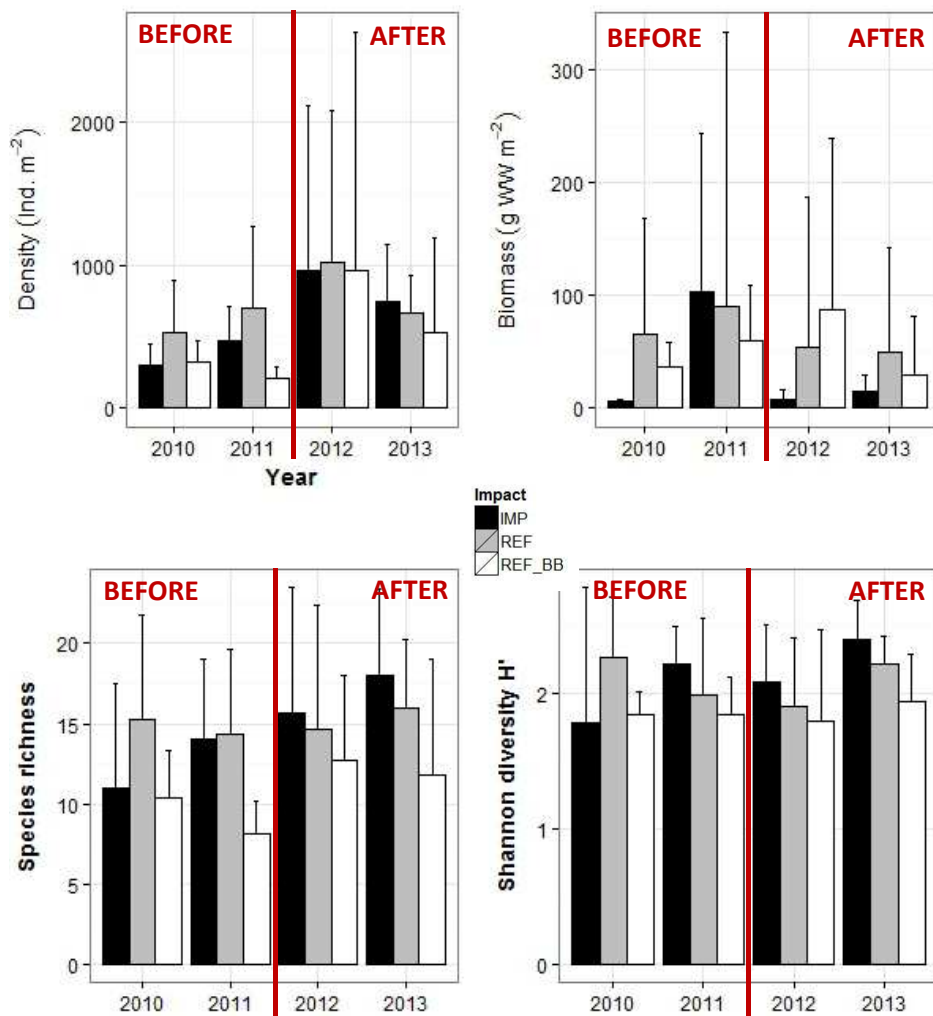 BEFORE
AFTER
Density (Ind. m⁻²)
2000
1000
0
2010 2011 2012 2013
Year
BEFORE
AFTER
Biomass (g WW m⁻²)
300
200
100
0
2010 2011 2012 2013
Impact
IMP
REF
REF_BB
BEFORE
AFTER
Species richness
20
15
10
5
0
2010 2011 2012 2013
BEFORE
AFTER
Shannon diversity H'
2
1
0
2010 2011 2012 2013